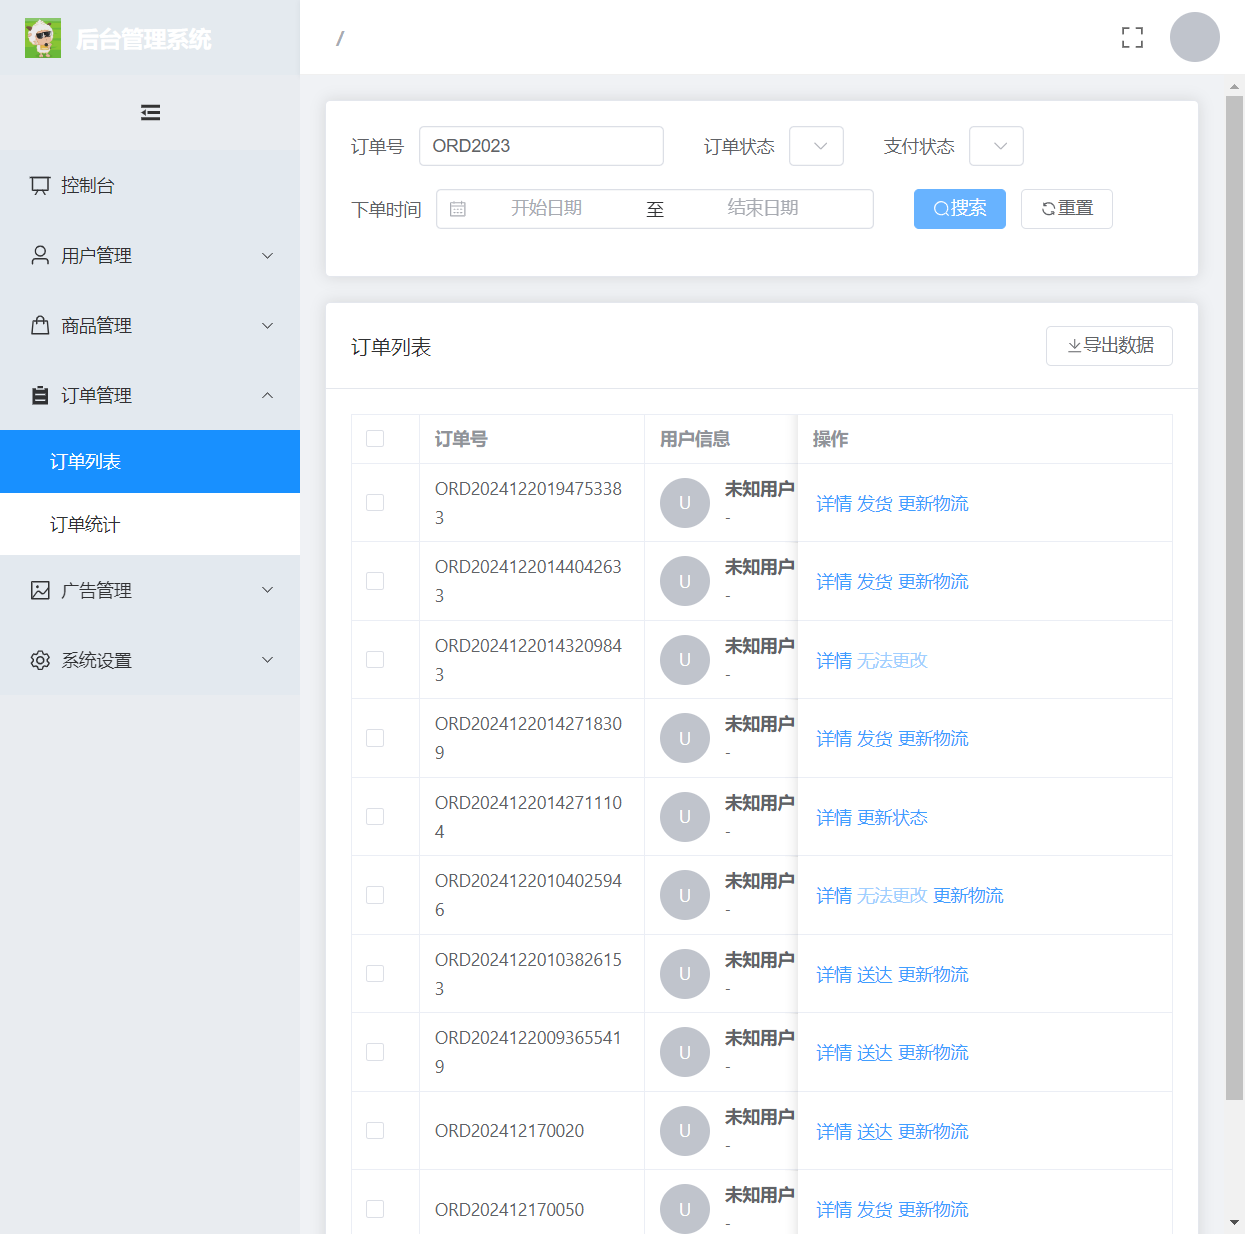 后台管理系统
/
控制台
用户管理
商品管理
订单管理
订单列表
订单统计
广告管理
系统设置
订单号 ORD2023 订单状态 支付状态
下单时间 开始日期 至 结束日期 搜索 重置
订单列表 导出数据
订单号 用户信息 操作
ORD2024122019475338
3
U 未知用户
-
详情 发货 更新物流
ORD2024122014404263
3
U 未知用户
-
详情 发货 更新物流
ORD2024122014320984
3
U 未知用户
-
详情 无法更改
ORD2024122014271830
9
U 未知用户
-
详情 发货 更新物流
ORD2024122014271110
4
U 未知用户
-
详情 更新状态
ORD2024122010402594
6
U 未知用户
-
详情 无法更改 更新物流
ORD2024122010382615
3
U 未知用户
-
详情 送达 更新物流
ORD2024122009365541
9
U 未知用户
-
详情 送达 更新物流
ORD202412170020
U 未知用户
-
详情 送达 更新物流
ORD202412170050
U 未知用户
-
详情 发货 更新物流